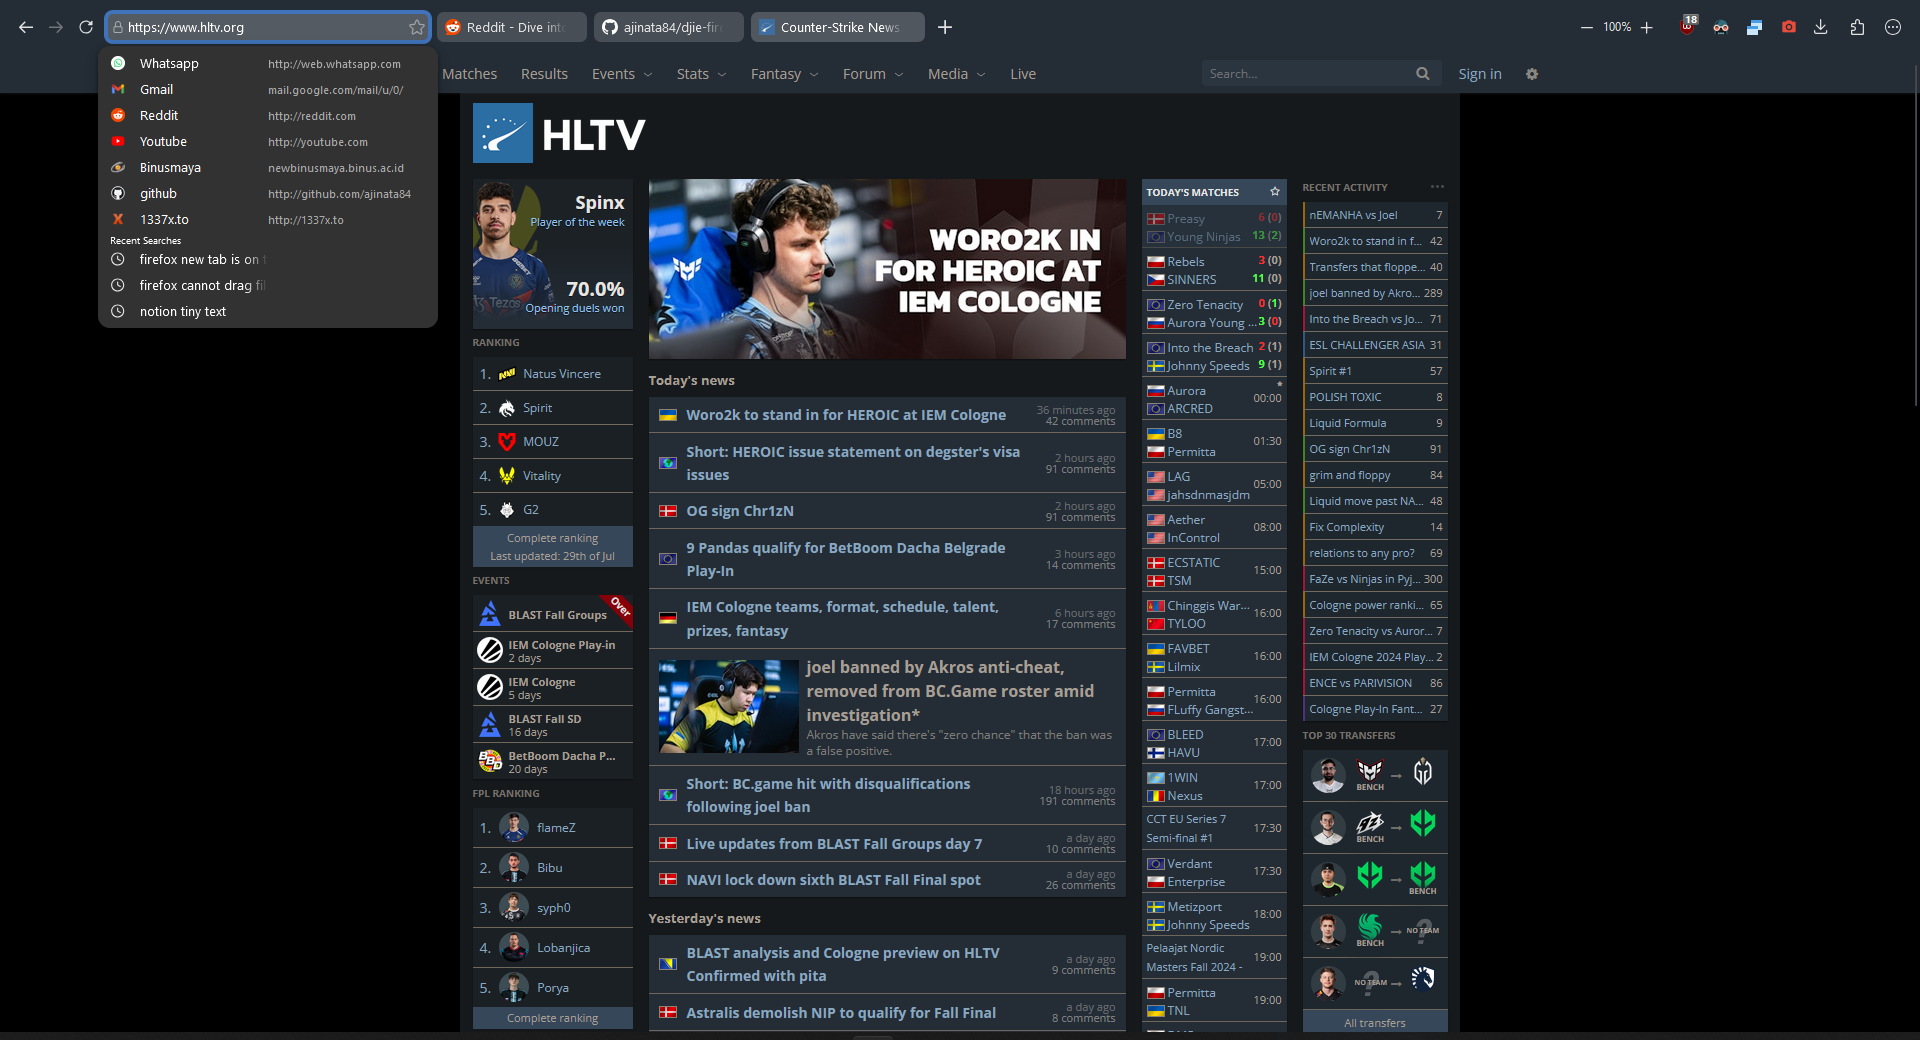 https://www.hltv.org
Reddit - Dive int
ajinata84/djie-fir
Counter-Strike News
100%
18
Whatsapp http://web.whatsapp.com
Gmail mail.google.com/mail/u/0/
Reddit http://reddit.com
Youtube http://youtube.com
Binusmaya newbinusmaya.binus.ac.id
github http://github.com/ajinata84
1337x.to http://1337x.to
Recent Searches
firefox new tab is on t
firefox cannot drag fil
notion tiny text
Matches Results Events Stats Fantasy Forum Media Live
Search...
Sign in
HLTV
Spinx
Player of the week
70.0%
Opening duels won
RANKING
1. Natus Vincere
2. Spirit
3. MOUZ
4. Vitality
5. G2
Complete ranking
Last updated: 29th of Jul
EVENTS
BLAST Fall Groups
Over
IEM Cologne Play-in
2 days
IEM Cologne
5 days
BLAST Fall SD
16 days
BetBoom Dacha P...
20 days
FPL RANKING
1. flameZ
2. Bibu
3. syph0
4. Lobanjica
5. Porya
Complete ranking
WORO2K IN
FOR HEROIC AT
IEM COLOGNE
Today's news
Woro2k to stand in for HEROIC at IEM Cologne
36 minutes ago
42 comments
Short: HEROIC issue statement on degster's visa
issues
2 hours ago
91 comments
OG sign Chr1zN
2 hours ago
91 comments
9 Pandas qualify for BetBoom Dacha Belgrade
Play-In
3 hours ago
14 comments
IEM Cologne teams, format, schedule, talent,
prizes, fantasy
6 hours ago
17 comments
joel banned by Akros anti-cheat,
removed from BC.Game roster amid
investigation*
Akros have said there's "zero chance" that the ban was
a false positive.
Short: BC.game hit with disqualifications
following joel ban
18 hours ago
191 comments
Live updates from BLAST Fall Groups day 7
a day ago
10 comments
NAVI lock down sixth BLAST Fall Final spot
a day ago
26 comments
Yesterday's news
BLAST analysis and Cologne preview on HLTV
Confirmed with pita
a day ago
9 comments
Astralis demolish NIP to qualify for Fall Final
a day ago
8 comments
TODAY'S MATCHES
Preasy 6 (0)
Young Ninjas 13 (2)
Rebels 3 (0)
SINNERS 11 (0)
Zero Tenacity 0 (1)
Aurora Young ... 3 (0)
Into the Breach 2 (1)
Johnny Speeds 9 (1)
Aurora
ARCRED
00:00
B8
Permitta
01:30
LAG
jahsdnmasjdm
05:00
Aether
InControl
08:00
ECSTATIC
TSM
15:00
Chinggis War...
TYLOO
16:00
FAVBET
Lilmix
16:00
Permitta
FLuffy Gangst...
16:00
BLEED
HAVU
17:00
1WIN
Nexus
17:00
CCT EU Series 7
Semi-final #1
17:30
Verdant
Enterprise
17:30
Metizport
Johnny Speeds
18:00
Pelaajat Nordic
Masters Fall 2024 -
19:00
Permitta
TNL
19:00
RECENT ACTIVITY
nEMANHA vs Joel 7
Woro2k to stand in f... 42
Transfers that floppe... 40
joel banned by Akro... 289
Into the Breach vs Jo... 71
ESL CHALLENGER ASIA 31
Spirit #1 57
POLISH TOXIC 8
Liquid Formula 9
OG sign Chr1zN 91
grim and floppy 84
Liquid move past NA... 48
Fix Complexity 14
relations to any pro? 69
FaZe vs Ninjas in Pyj... 300
Cologne power ranki... 65
Zero Tenacity vs Auror... 7
IEM Cologne 2024 Play... 2
ENCE vs PARIVISION 86
Cologne Play-In Fant... 27
TOP 30 TRANSFERS
BENCH
BENCH
BENCH
BENCH
NO TEAM
NO TEAM
All transfers